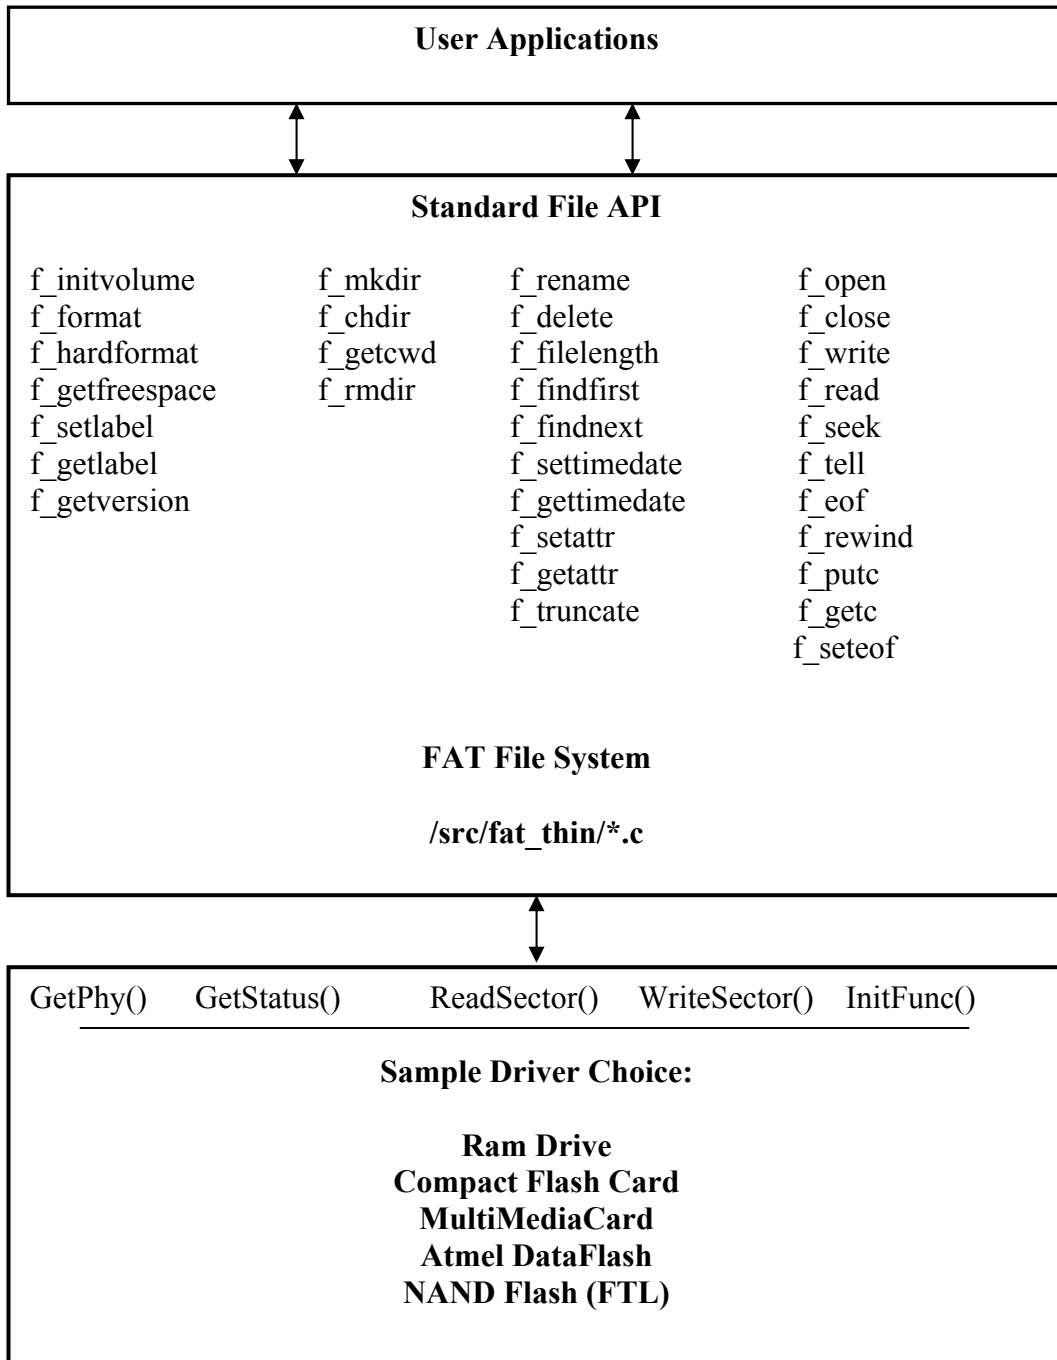 User Applications
Standard File API
f_initvolume f_mkdir f_rename f_open
f_format f_chdir f_delete f_close
f_hardformat f_getcwd f_filelength f_write
f_getfreespace f_rmdir f_findfirst f_read
f_setlabel f_findnext f_seek
f_getlabel f_settimedate f_tell
f_getversion f_gettimedate f_eof
f_setattr f_rewind
f_getattr f_putc
f_truncate f_getc
f_seteof
FAT File System
/src/fat_thin/*.c
GetPhy() GetStatus() ReadSector() WriteSector() InitFunc()
Sample Driver Choice:
Ram Drive
Compact Flash Card
MultiMediaCard
Atmel DataFlash
NAND Flash (FTL)